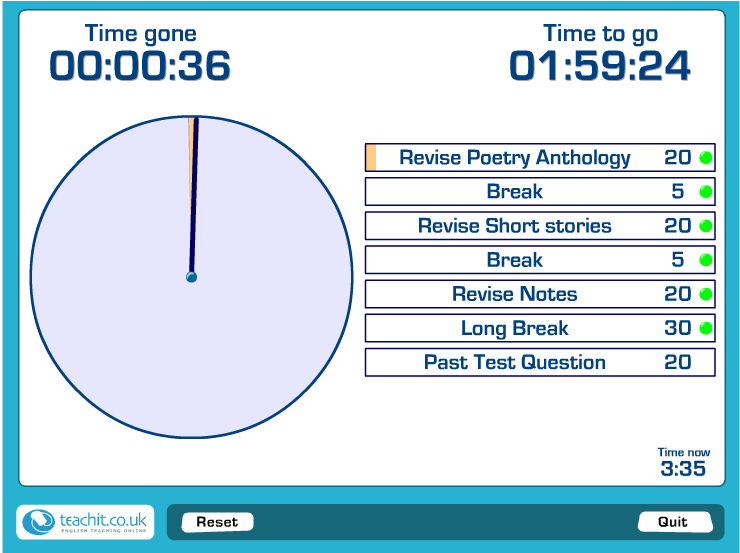 Time gone
00:00:36
Time to go
01:59:24
Revise Poetry Anthology 20
Break 5
Revise Short stories 20
Break 5
Revise Notes 20
Long Break 30
Past Test Question 20
Time now
3:35
teachit.co.uk
ENGLISH TEACHING ONLINE
Reset
Quit